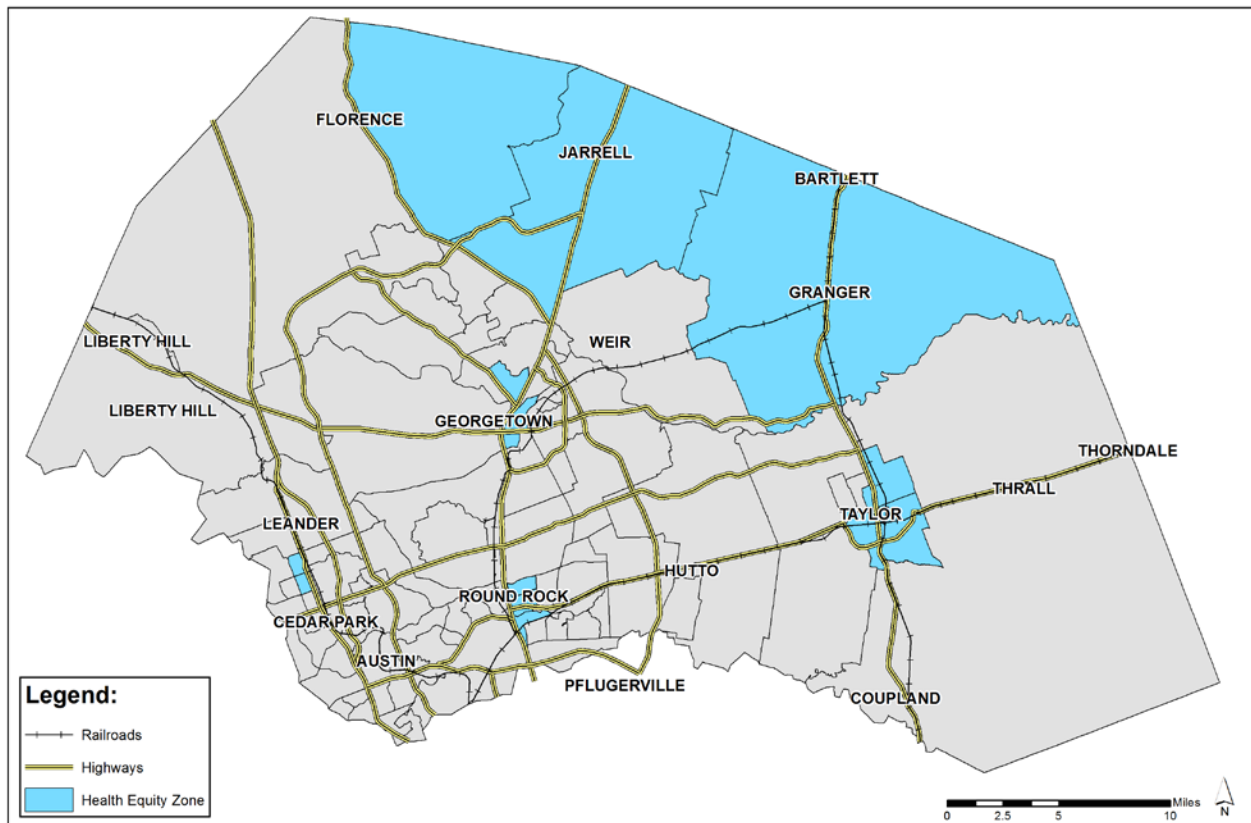 FLORENCE
JARRELL
BARTLETT
GRANGER
LIBERTY HILL
WEIR
LIBERTY HILL
GEORGETOWN
THORNDALE
THRALL
LEANDER
TAYLOR
HUTTO
ROUND ROCK
CEDAR PARK
AUSTIN
PFLUGERVILLE
COUPLAND
Legend:
Railroads
Highways
Health Equity Zone
Miles
0 2.5 5 10
N